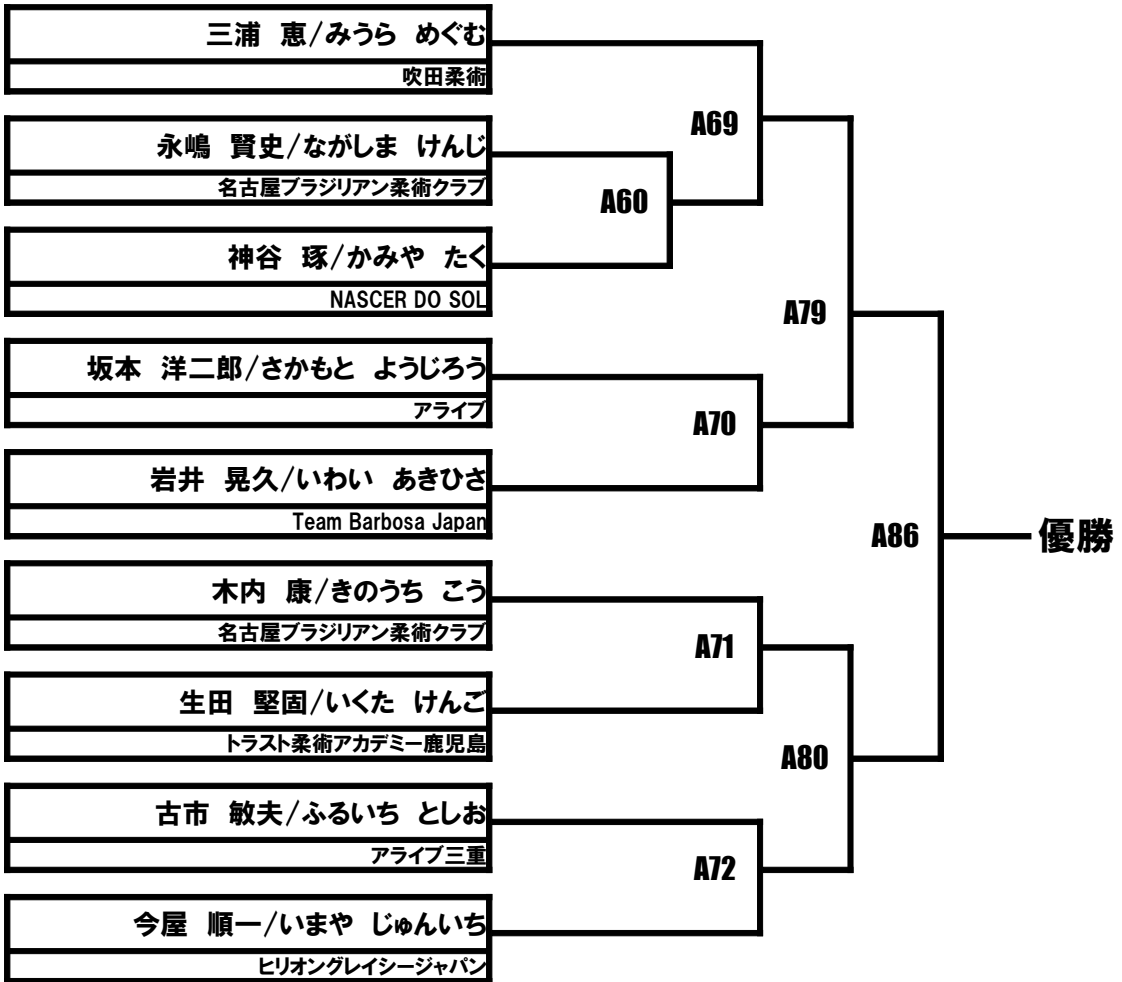 三浦　恵/みうら　めぐむ
吹田柔術
A69
永嶋　賢史/ながしま　けんじ
名古屋ブラジリアン柔術クラブ
A60
神谷　琢/かみや　たく
NASCER DO SOL
A79
坂本　洋二郎/さかもと　ようじろう
アライブ
A70
岩井　晃久/いわい　あきひさ
Team Barbosa Japan
A86
優勝
木内　康/きのうち　こう
名古屋ブラジリアン柔術クラブ
A71
生田　堅固/いくた　けんご
トラスト柔術アカデミー鹿児島
A80
古市　敏夫/ふるいち　としお
アライブ三重
A72
今屋　順一/いまや　じゅんいち
ヒリオングレイシージャパン